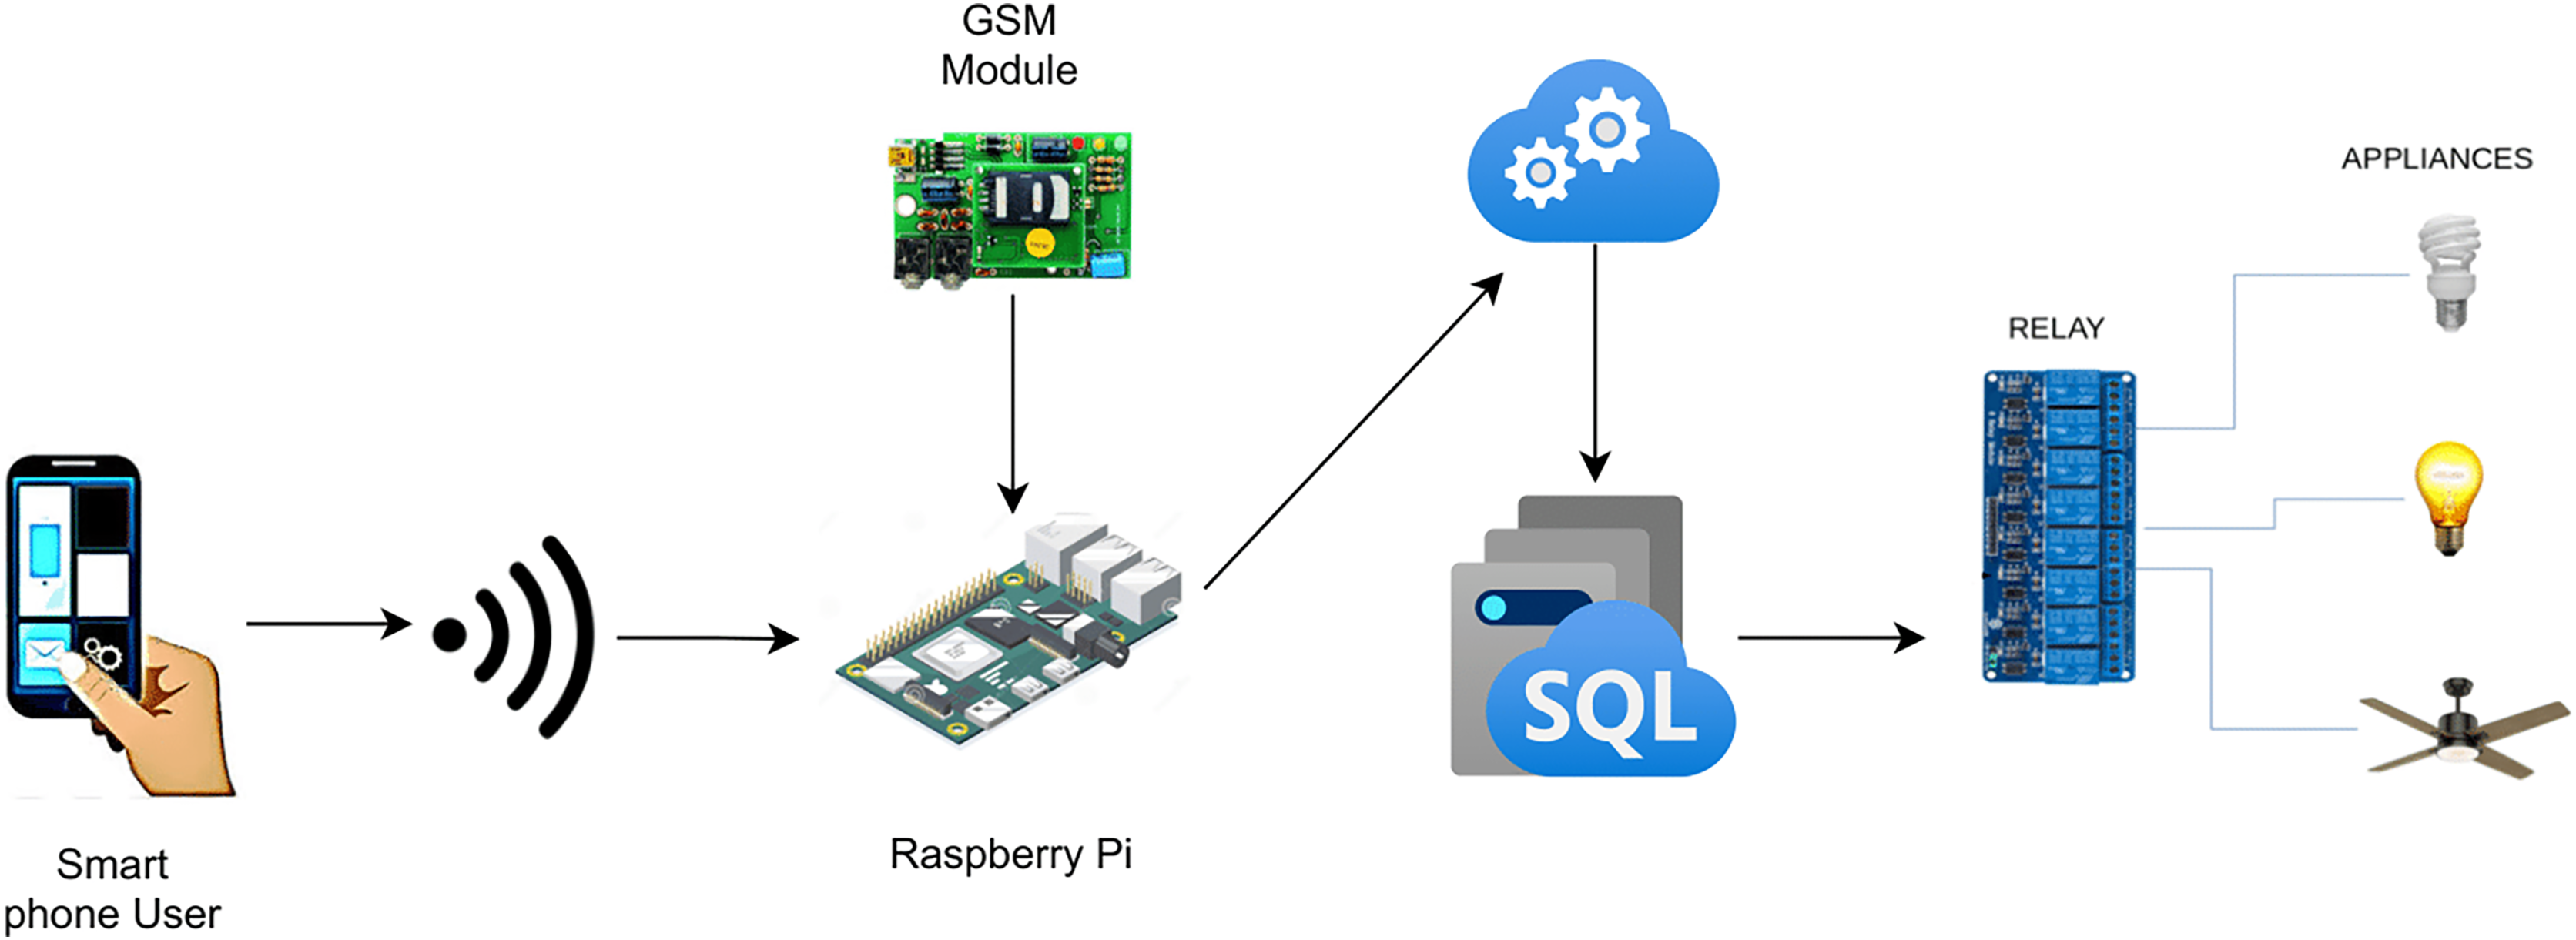 GSM
Module
APPLIANCES
RELAY
SQL
Raspberry Pi
Smart
phone User